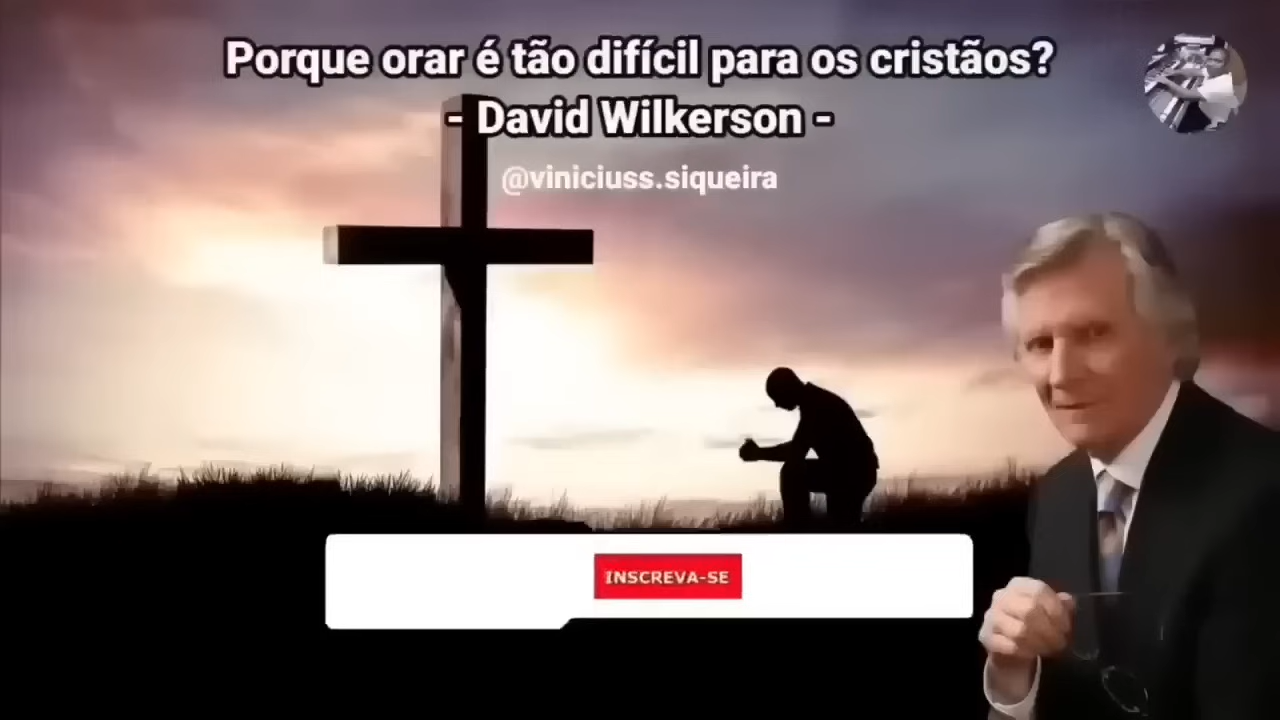 Porque orar é tão difícil para os cristãos?
- David Wilkerson -
@viniciuss.siqueira
INSCREVA-SE